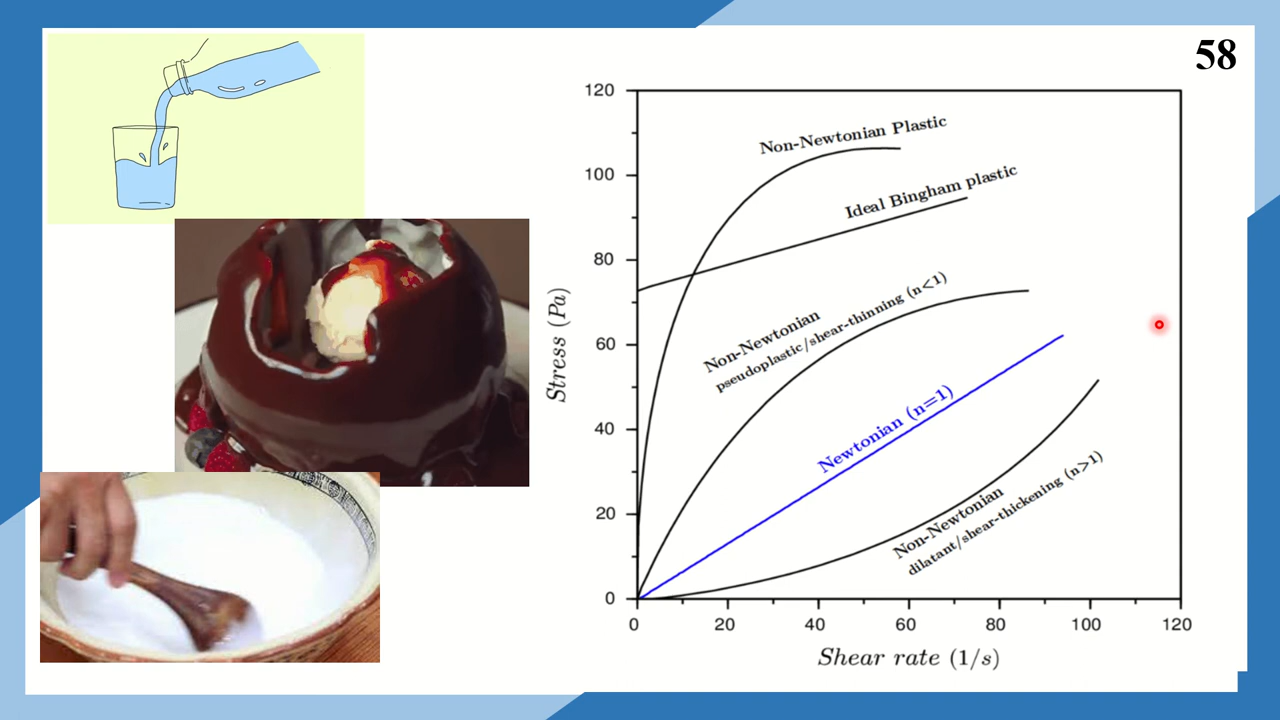 58
120
100
80
60
40
20
0
Stress (Pa)
Non-Newtonian Plastic
Ideal Bingham plastic
Non-Newtonian
pseudoplastic/shear-thinning (n<1)
Newtonian (n=1)
Non-Newtonian
dilatant/shear-thickening (n>1)
0 20 40 60 80 100 120
Shear rate (1/s)